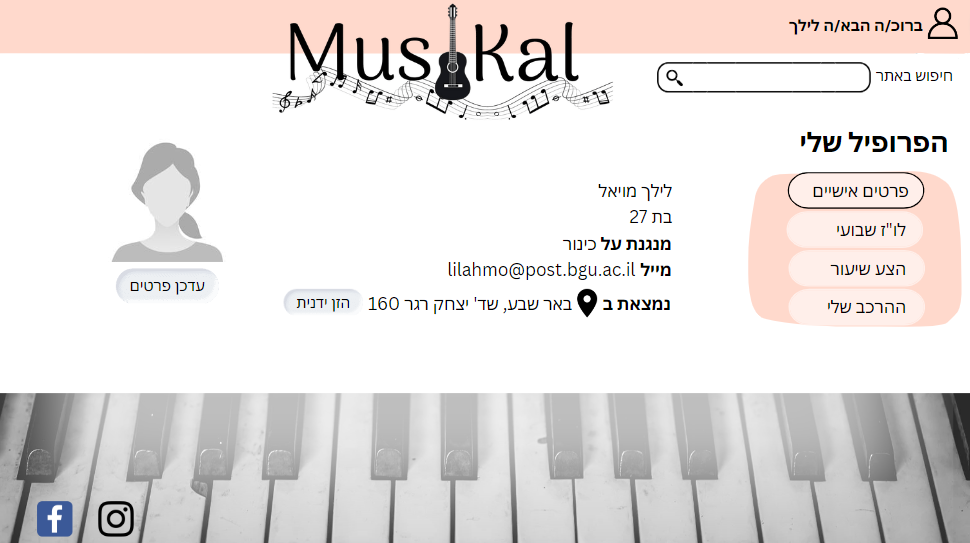 ברוכ/ה הבא/ה לילך
MusiKal
חיפוש באתר
הפרופיל שלי
פרטים אישיים
לו"ז שבועי
הצע שיעור
ההרכב שלי
לילך מויאל
בת 27
מנגנת על כינור
מייל lilahmo@post.bgu.ac.il
נמצאת ב באר שבע, שד' יצחק רגר 160
הזן ידנית
עדכן פרטים